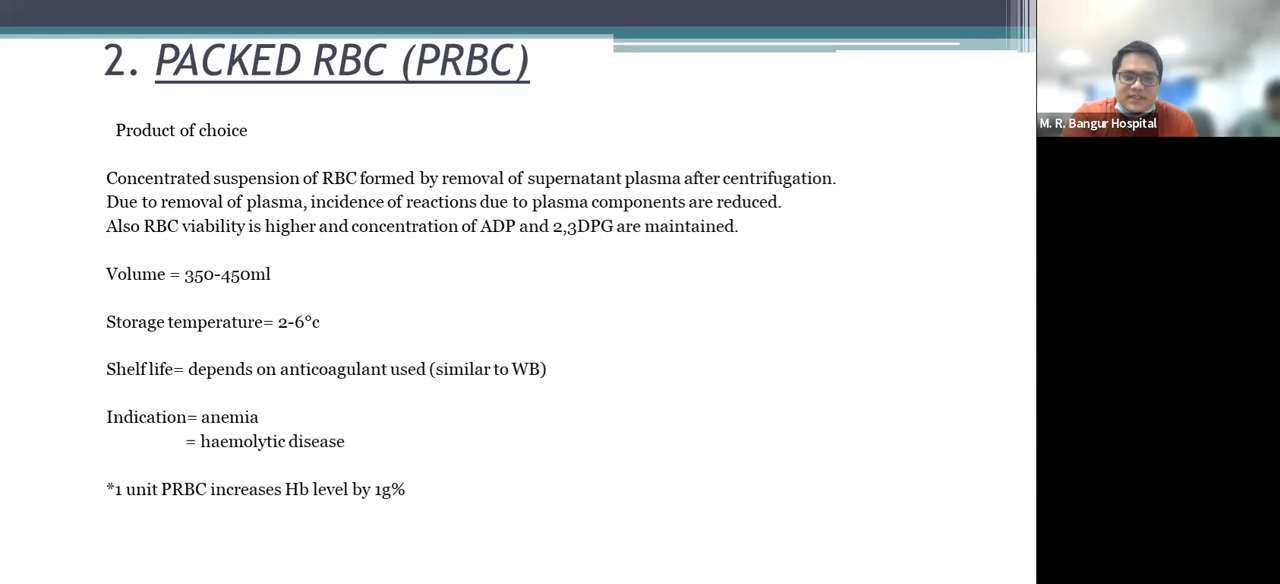 2. PACKED RBC (PRBC)
M. R. Bangur Hospital
Product of choice
Concentrated suspension of RBC formed by removal of supernatant plasma after centrifugation.
Due to removal of plasma, incidence of reactions due to plasma components are reduced.
Also RBC viability is higher and concentration of ADP and 2,3DPG are maintained.
Volume = 350-450ml
Storage temperature= 2-6°c
Shelf life= depends on anticoagulant used (similar to WB)
Indication= anemia
= haemolytic disease
*1 unit PRBC increases Hb level by 1g%